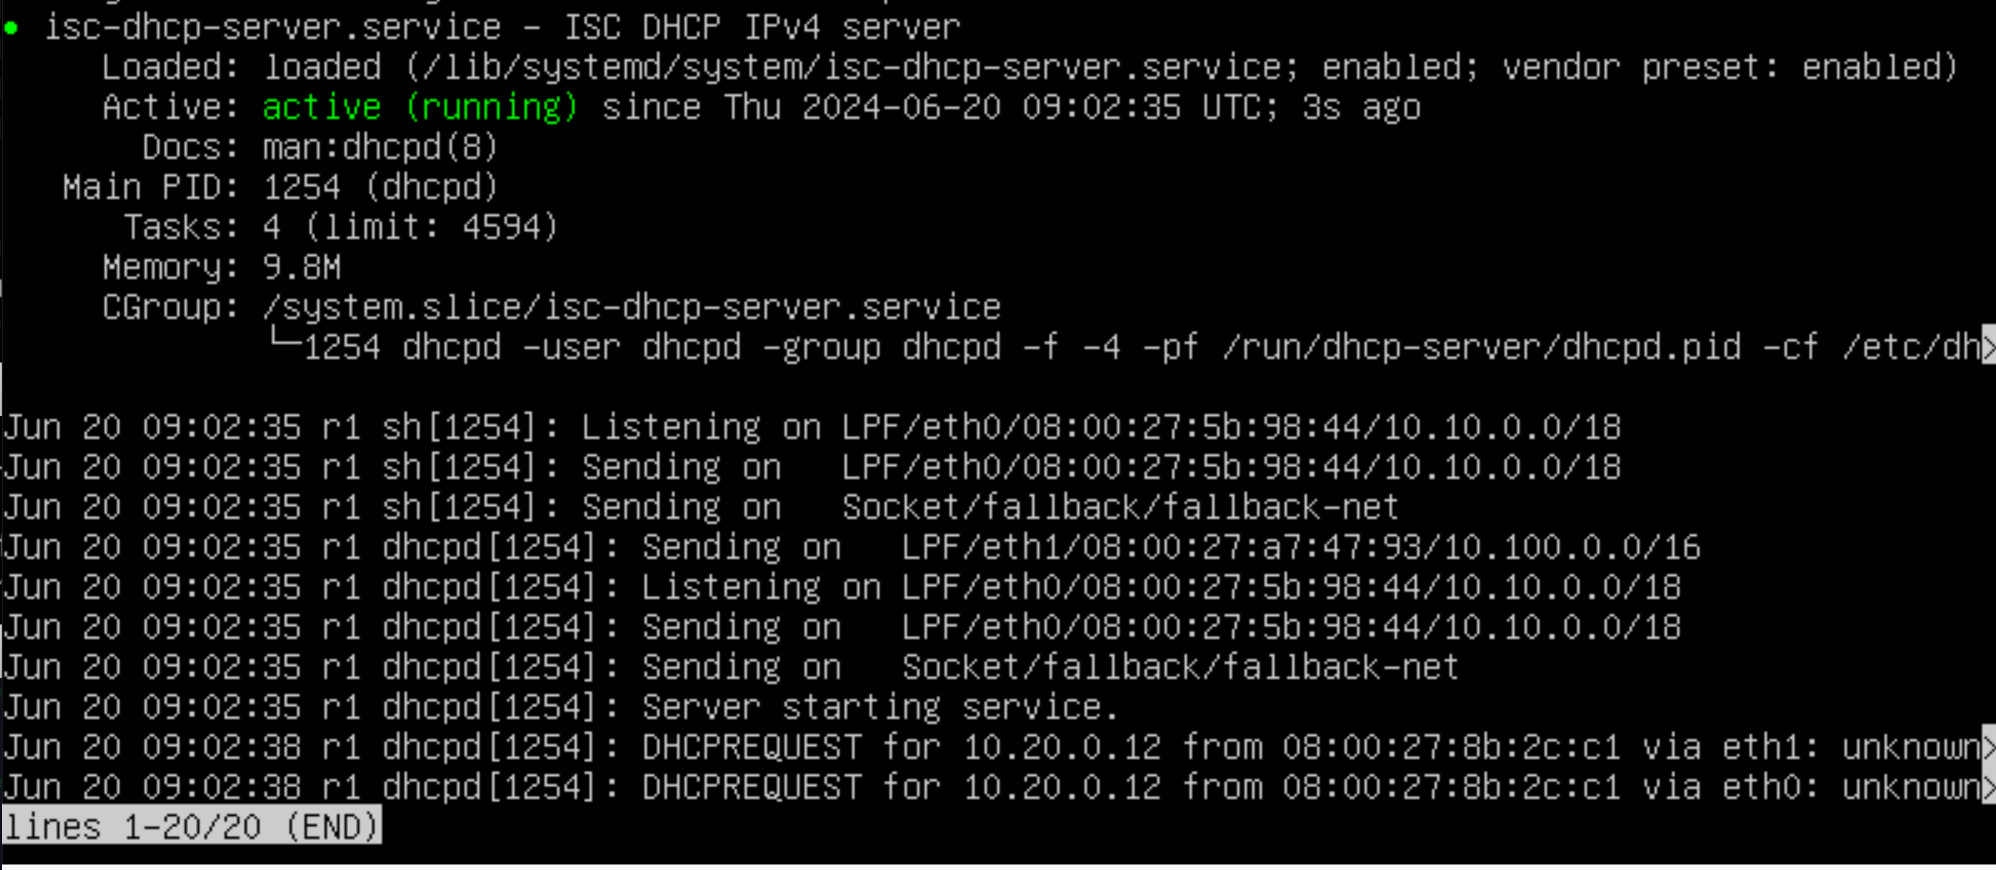 ● isc-dhcp-server.service - ISC DHCP IPv4 server
Loaded: loaded (/lib/systemd/system/isc-dhcp-server.service; enabled; vendor preset: enabled)
Active: active (running) since Thu 2024-06-20 09:02:35 UTC; 3s ago
Docs: man:dhcpd(8)
Main PID: 1254 (dhcpd)
Tasks: 4 (limit: 4594)
Memory: 9.8M
CGroup: /system.slice/isc-dhcp-server.service
└─1254 dhcpd -user dhcpd -group dhcpd -f -4 -pf /run/dhcp-server/dhcpd.pid -cf /etc/dh>
Jun 20 09:02:35 r1 sh[1254]: Listening on LPF/eth0/08:00:27:5b:98:44/10.10.0.0/18
Jun 20 09:02:35 r1 sh[1254]: Sending on   LPF/eth0/08:00:27:5b:98:44/10.10.0.0/18
Jun 20 09:02:35 r1 sh[1254]: Sending on   Socket/fallback/fallback-net
Jun 20 09:02:35 r1 dhcpd[1254]: Sending on   LPF/eth1/08:00:27:a7:47:93/10.100.0.0/16
Jun 20 09:02:35 r1 dhcpd[1254]: Listening on LPF/eth0/08:00:27:5b:98:44/10.10.0.0/18
Jun 20 09:02:35 r1 dhcpd[1254]: Sending on   LPF/eth0/08:00:27:5b:98:44/10.10.0.0/18
Jun 20 09:02:35 r1 dhcpd[1254]: Sending on   Socket/fallback/fallback-net
Jun 20 09:02:35 r1 dhcpd[1254]: Server starting service.
Jun 20 09:02:38 r1 dhcpd[1254]: DHCPREQUEST for 10.20.0.12 from 08:00:27:8b:2c:c1 via eth1: unknown>
Jun 20 09:02:38 r1 dhcpd[1254]: DHCPREQUEST for 10.20.0.12 from 08:00:27:8b:2c:c1 via eth0: unknown>
lines 1-20/20 (END)